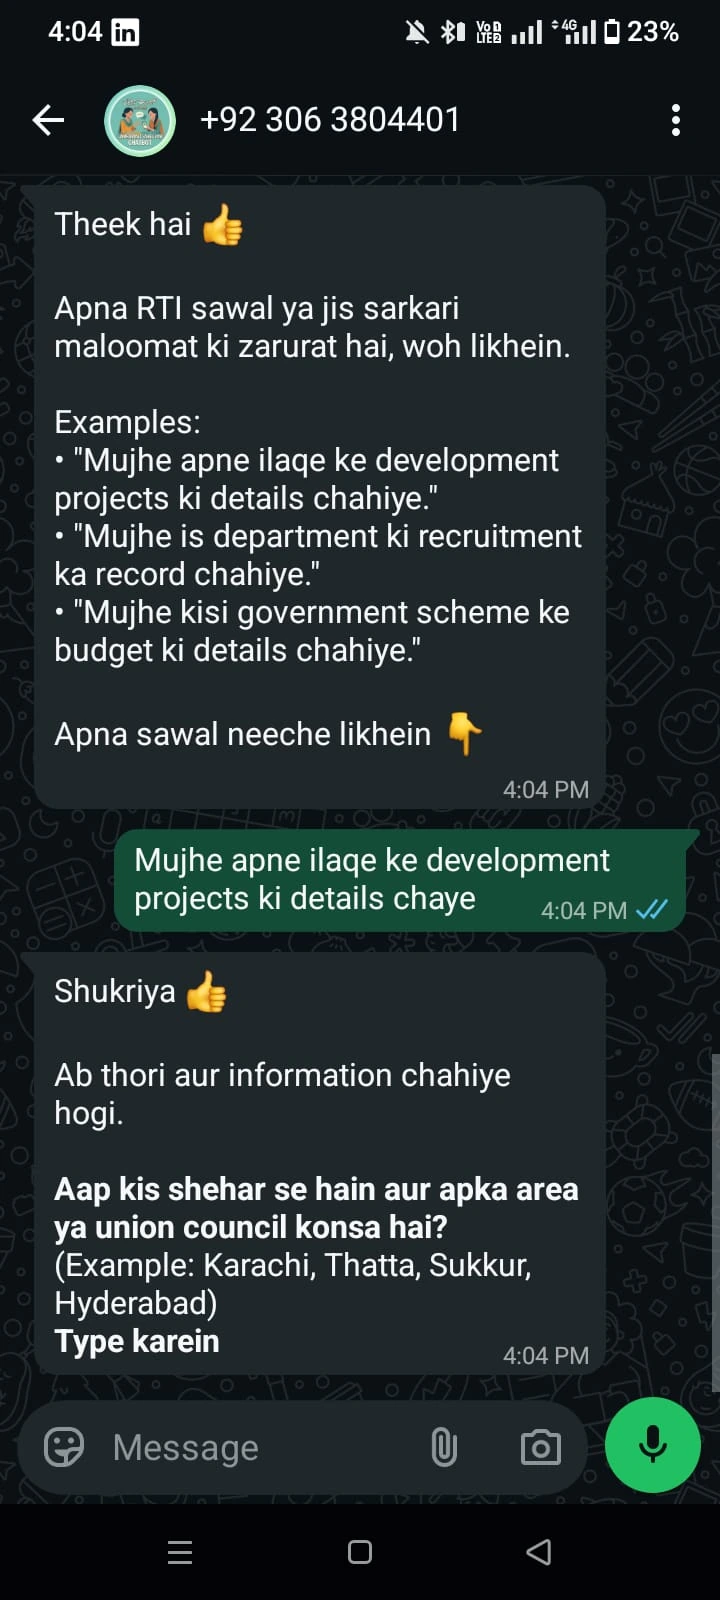 4:04 in
Vo LTE2 4G 23%
+92 306 3804401
Theek hai 👍
Apna RTI sawal ya jis sarkari
maloomat ki zarurat hai, woh likhein.
Examples:
• "Mujhe apne ilaqe ke development
projects ki details chahiye."
• "Mujhe is department ki recruitment
ka record chahiye."
• "Mujhe kisi government scheme ke
budget ki details chahiye."
Apna sawal neeche likhein 👇
4:04 PM
Mujhe apne ilaqe ke development
projects ki details chaye
4:04 PM
Shukriya 👍
Ab thori aur information chahiye
hogi.
Aap kis shehar se hain aur apka area
ya union council konsa hai?
(Example: Karachi, Thatta, Sukkur,
Hyderabad)
Type karein
4:04 PM
Message